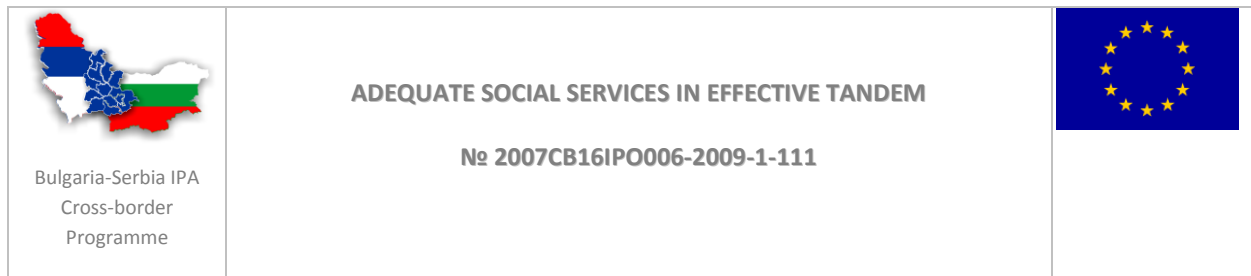 Bulgaria-Serbia IPA
Cross-border
Programme
ADEQUATE SOCIAL SERVICES IN EFFECTIVE TANDEM
№ 2007CB16IPO006-2009-1-111